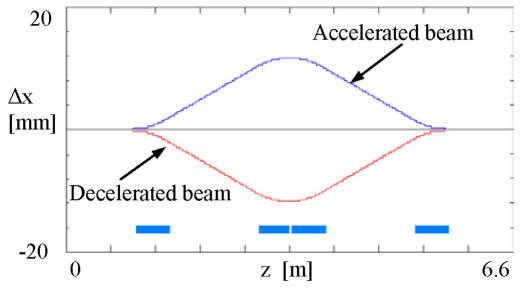 20
Accelerated beam
Δx
[mm]
Decelerated beam
-20
0 z [m] 6.6